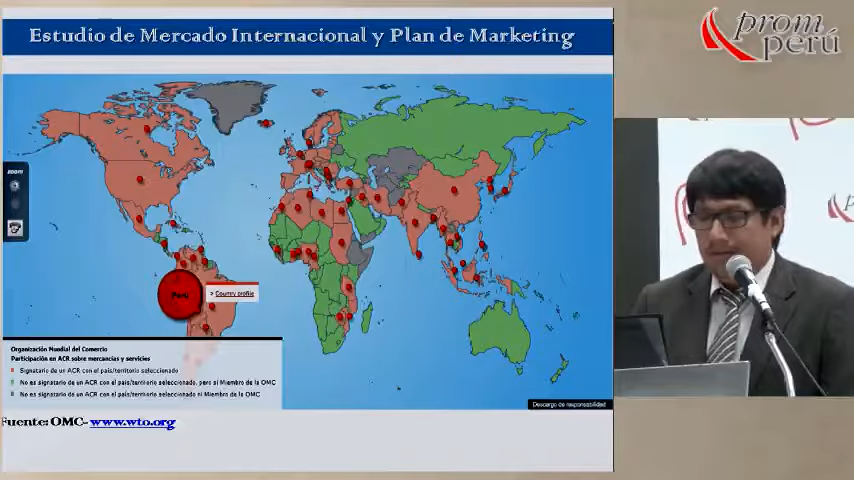 Estudio de Mercado Internacional y Plan de Marketing
prom
perú
zoom
Perú
> Country profile
Organización Mundial del Comercio
Participación en ACR sobre mercancías y servicios
Signatario de un ACR con el país/territorio seleccionado
No es signatario de un ACR con el país/territorio seleccionado, pero sí Miembro de la OMC
No es signatario de un ACR con el país/territorio seleccionado ni Miembro de la OMC
Descargo de responsabilidad
Fuente: OMC- www.wto.org